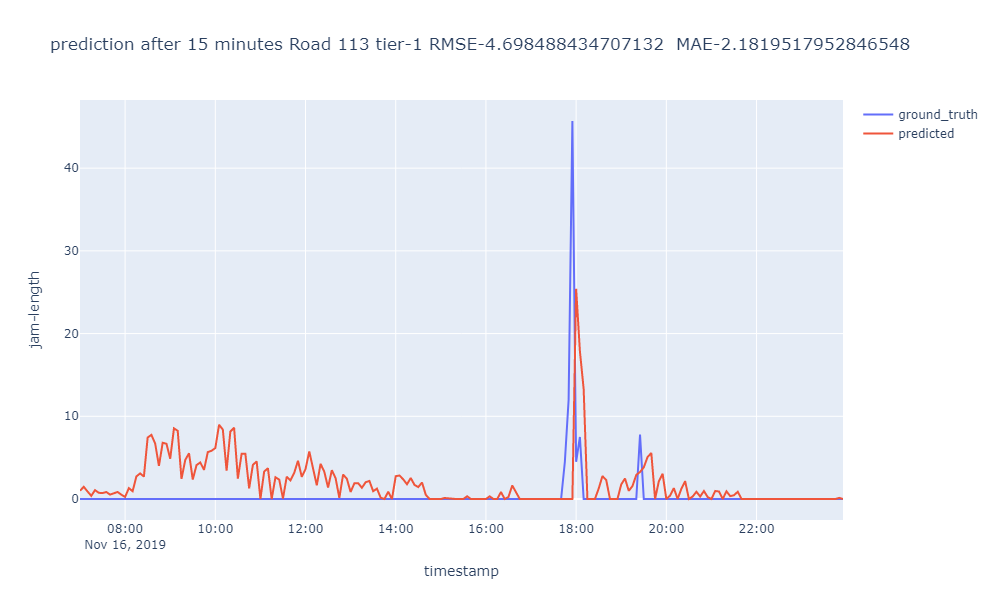 prediction after 15 minutes Road 113 tier-1 RMSE-4.698488434707132  MAE-2.1819517952846548
ground_truth
predicted
jam-length
40
30
20
10
0
08:00 10:00 12:00 14:00 16:00 18:00 20:00 22:00
Nov 16, 2019
timestamp